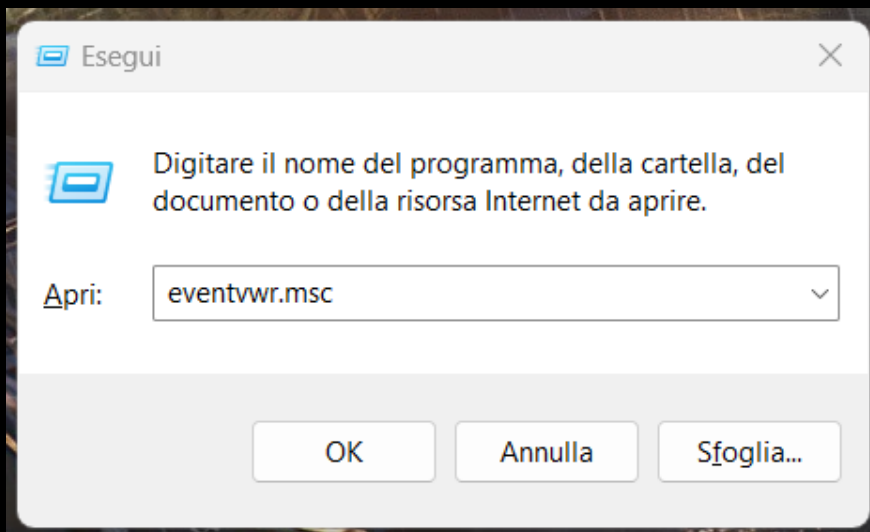 Esegui
Digitare il nome del programma, della cartella, del
documento o della risorsa Internet da aprire.
Apri: eventvwr.msc
OK Annulla Sfoglia...